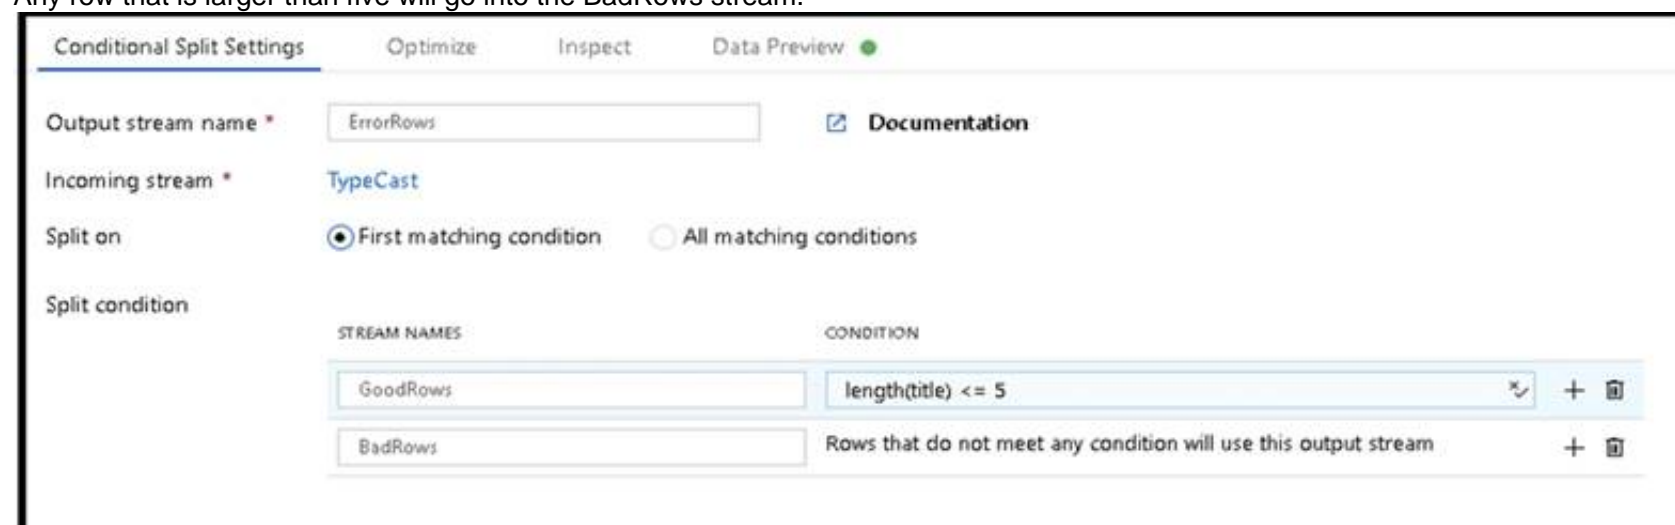 Any row that is larger than five will go into the BadRows stream.
Conditional Split Settings Optimize Inspect Data Preview
Output stream name * ErrorRows Documentation
Incoming stream * TypeCast
Split on First matching condition All matching conditions
Split condition
STREAM NAMES CONDITION
GoodRows length(title) <= 5
BadRows Rows that do not meet any condition will use this output stream